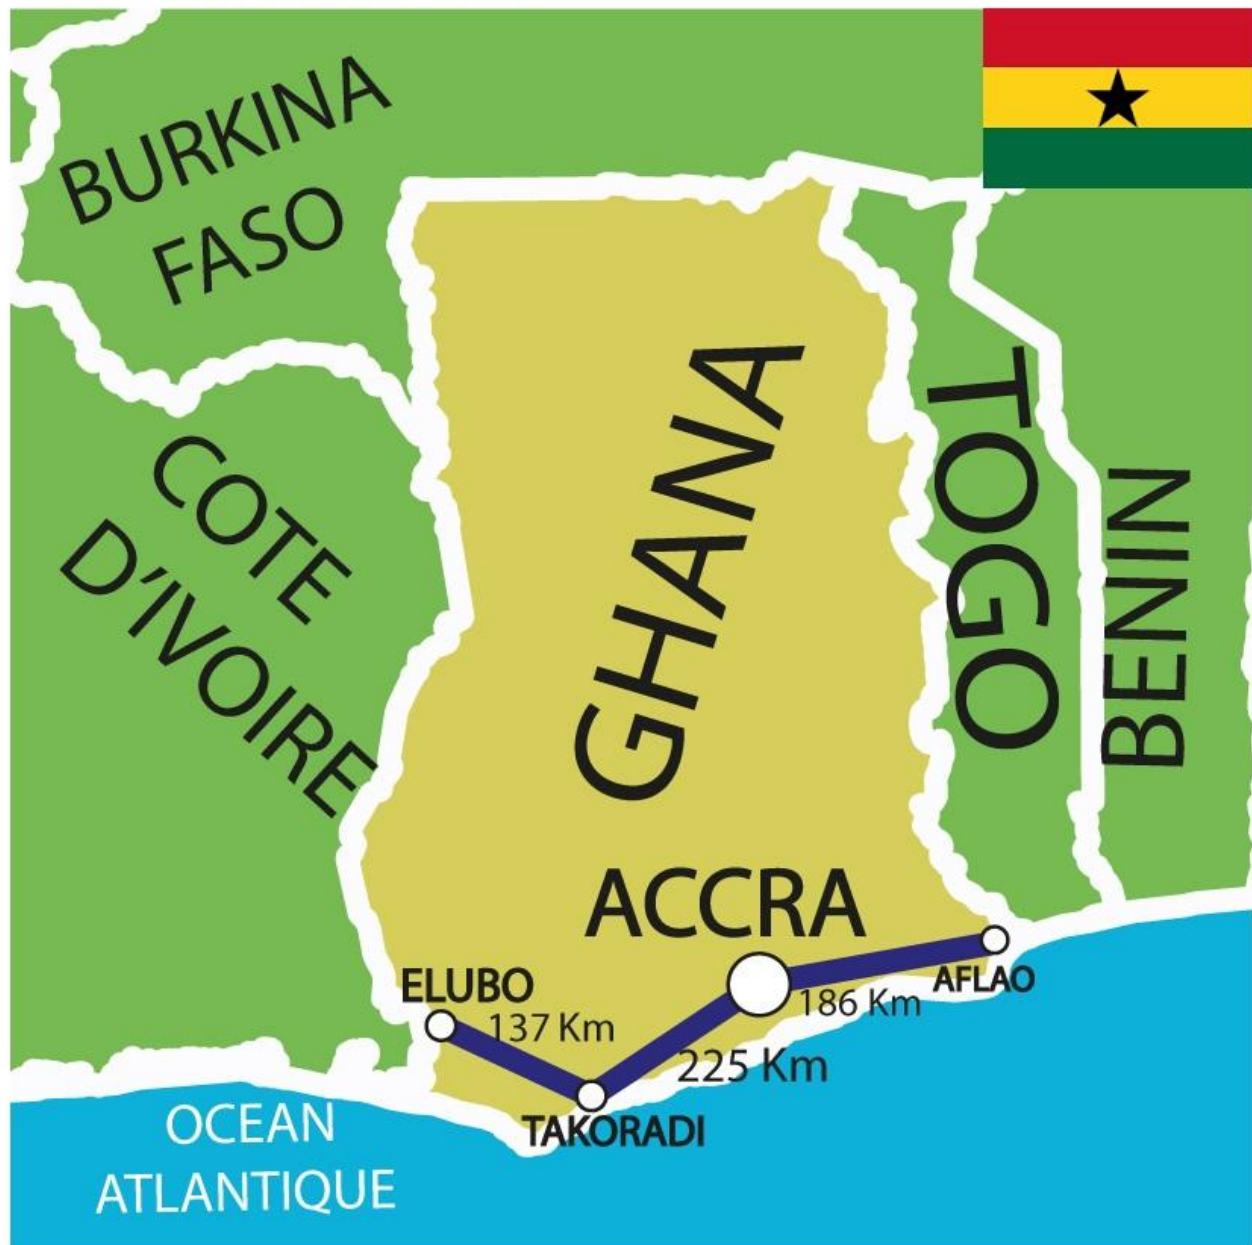 BURKINA
FASO
COTE
D'IVOIRE
GHANA
TOGO
BENIN
ACCRA
ELUBO
137 Km
186 Km
AFLAO
225 Km
TAKORADI
OCEAN
ATLANTIQUE